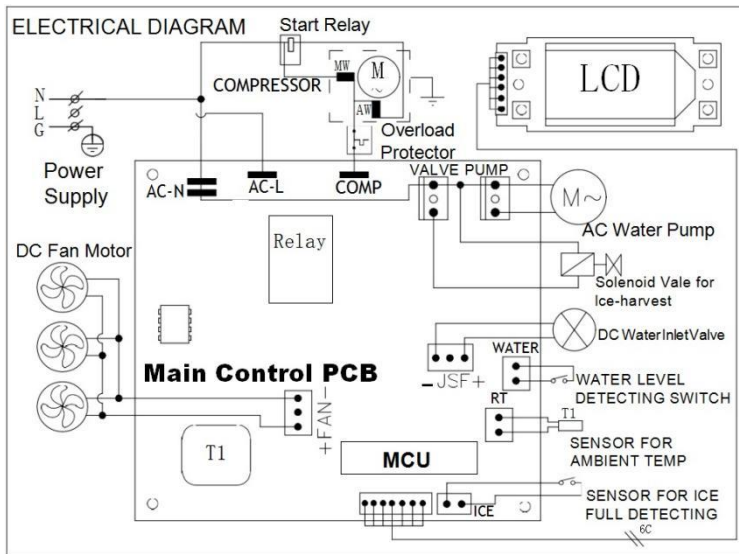 ELECTRICAL DIAGRAM
Start Relay
COMPRESSOR
MW
M
~
AW
LCD
N
L
G
Power
Supply
Overload
Protector
AC-N
AC-L
COMP
VALVE PUMP
M~
AC Water Pump
DC Fan Motor
Relay
Solenoid Vale for
Ice-harvest
DC WaterInletValve
- JSF +
WATER
WATER LEVEL
DETECTING SWITCH
Main Control PCB
+FAN-
RT
T1
SENSOR FOR
AMBIENT TEMP
T1
MCU
ICE
SENSOR FOR ICE
FULL DETECTING
6C